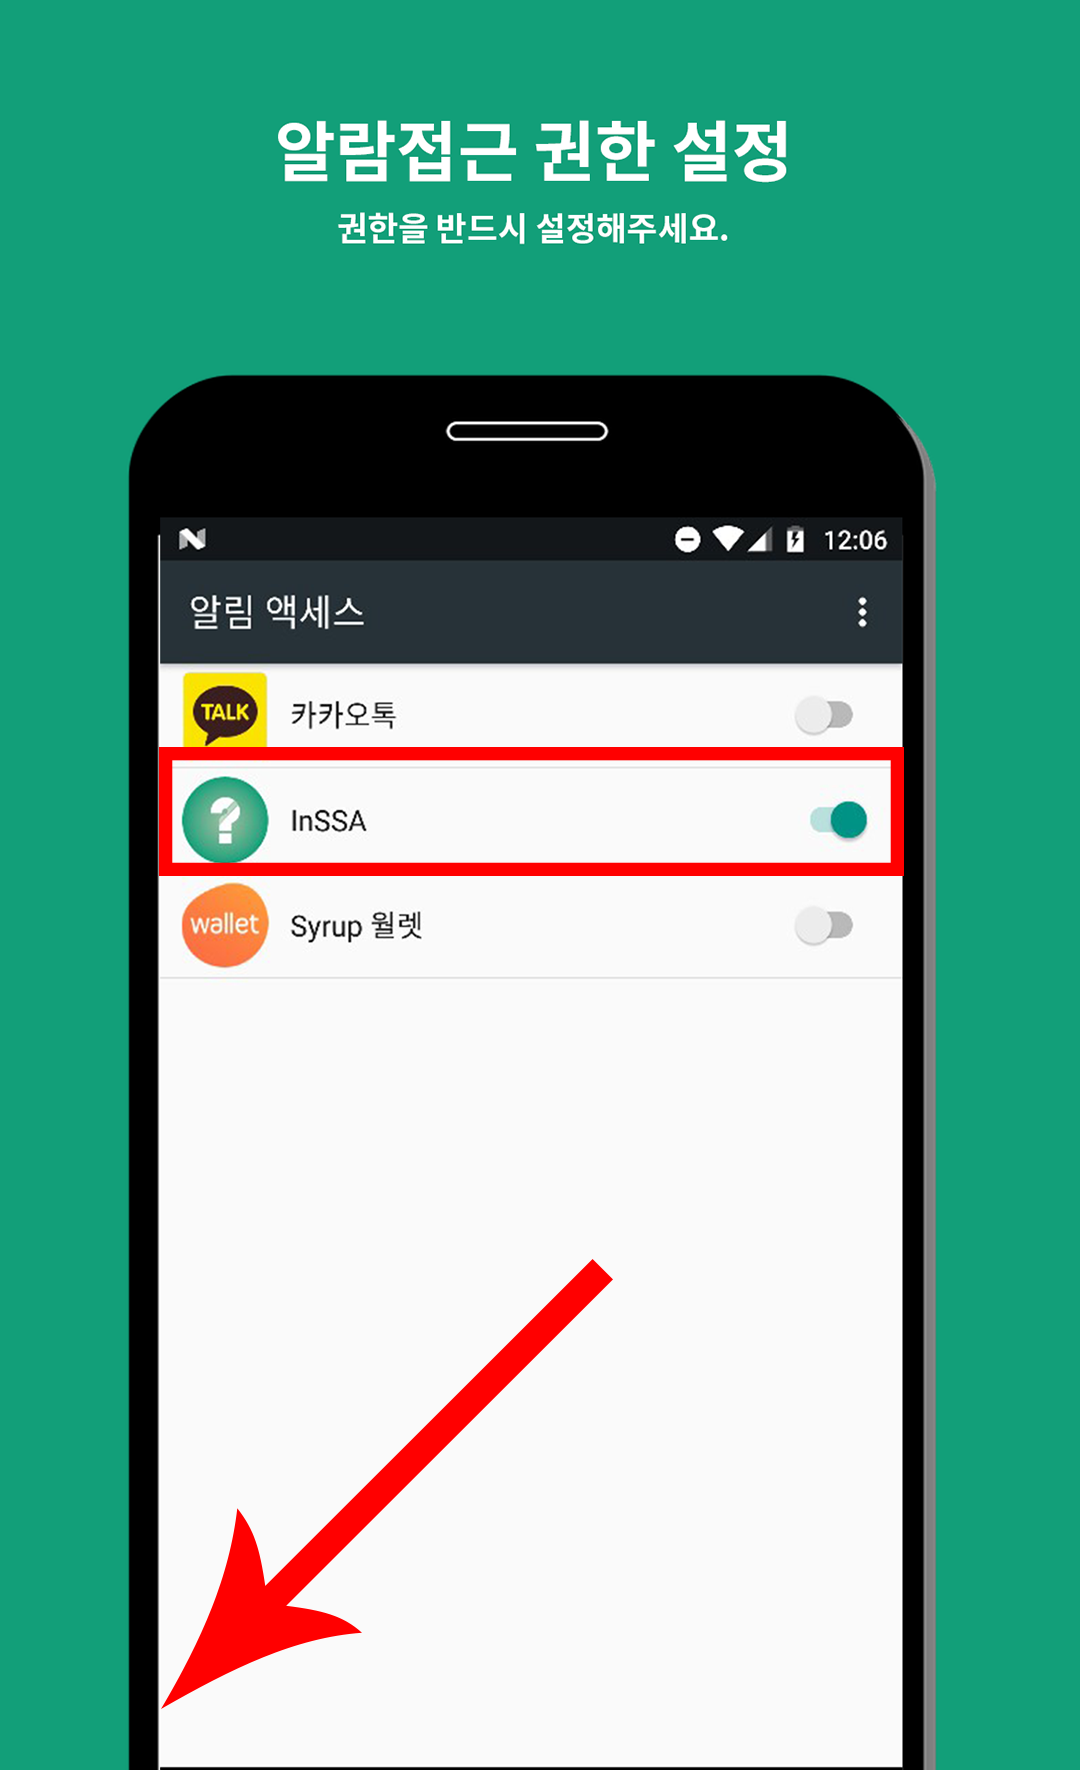 알람접근 권한 설정
권한을 반드시 설정해주세요.
12:06
알림 액세스
TALK
카카오톡
?
InSSA
wallet
Syrup 월렛